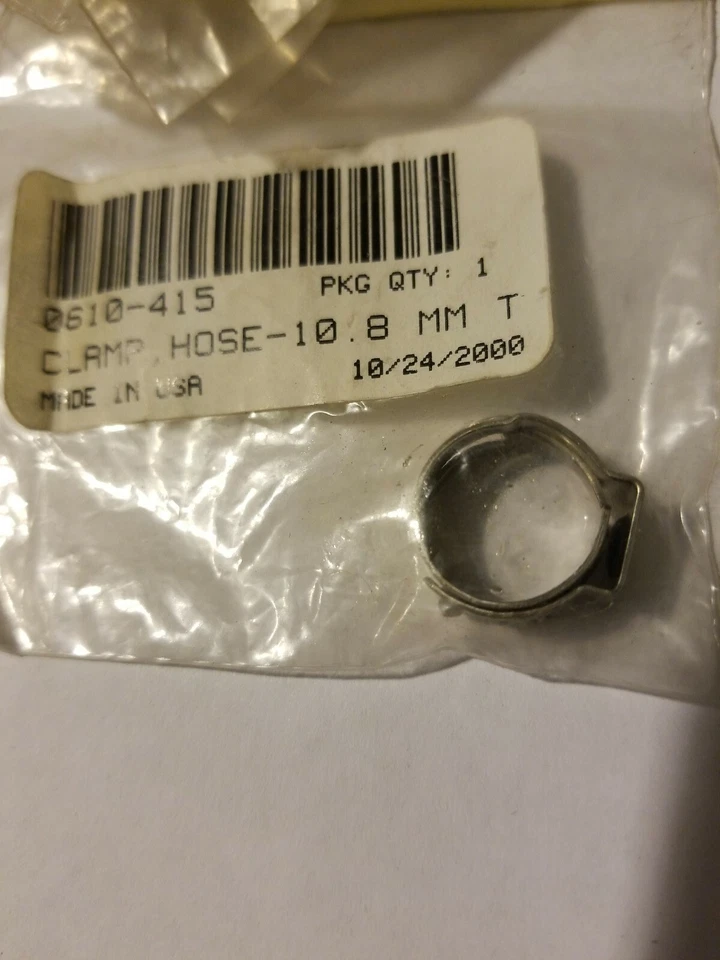 0610-415 PKG QTY: 1
CLAMP,HOSE-10.8 MM T
MADE IN USA 10/24/2000